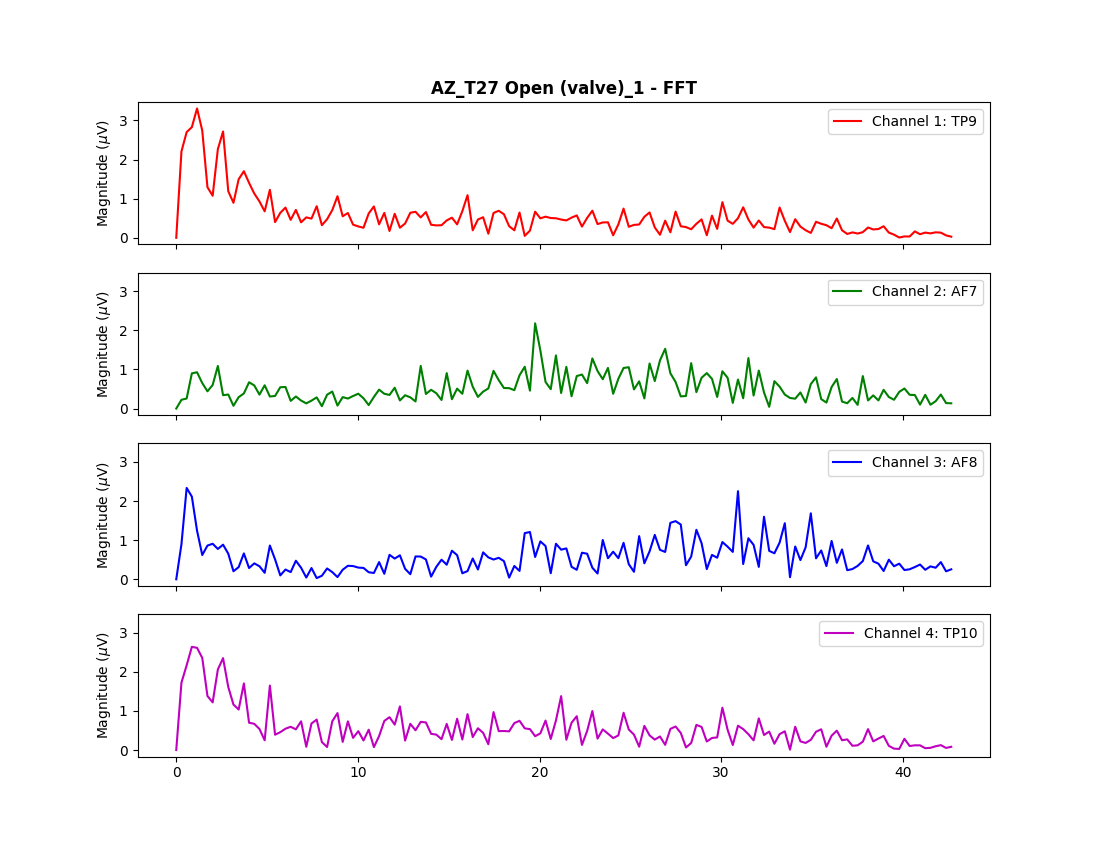 AZ_T27 Open (valve)_1 - FFT
Magnitude (μV)
3
2
1
0
Channel 1: TP9
Magnitude (μV)
3
2
1
0
Channel 2: AF7
Magnitude (μV)
3
2
1
0
Channel 3: AF8
Magnitude (μV)
3
2
1
0
Channel 4: TP10
0 10 20 30 40